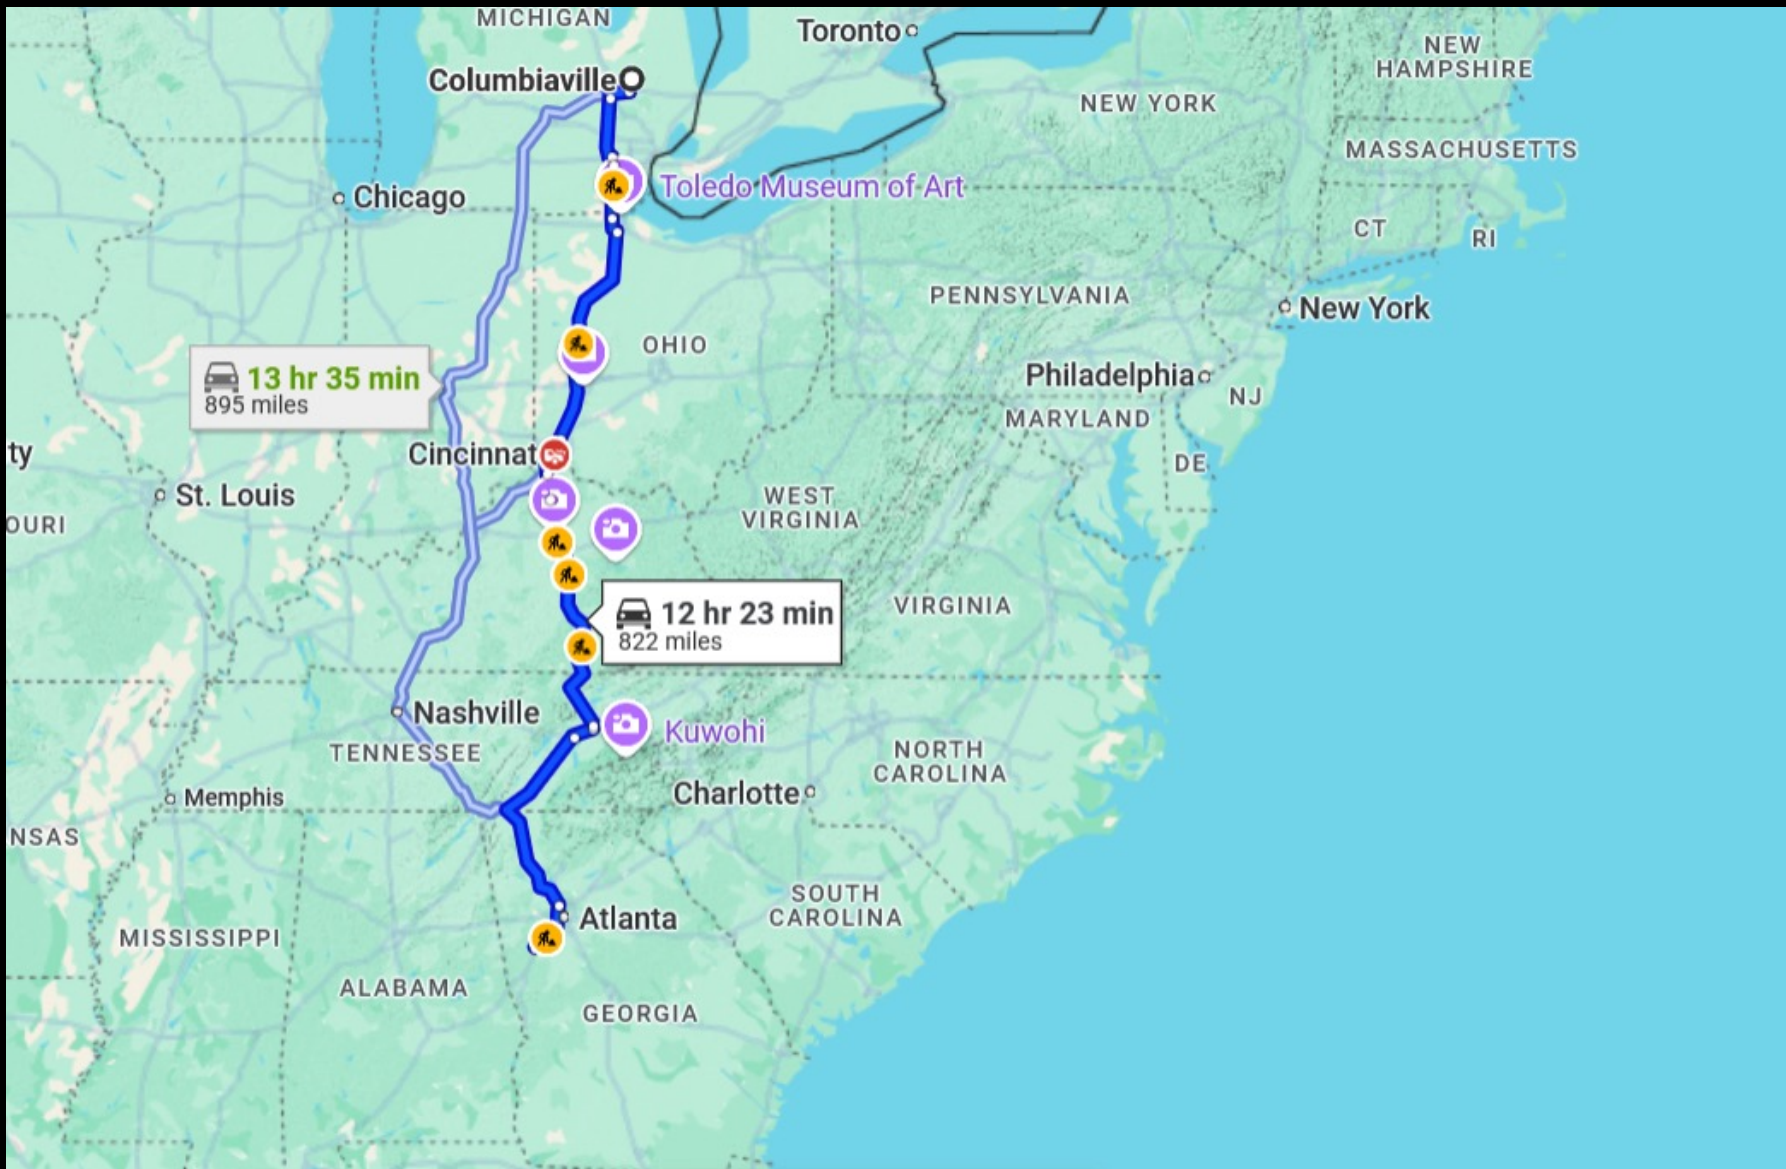 MICHIGAN
Toronto
NEW
HAMPSHIRE
Columbiaville
NEW YORK
MASSACHUSETTS
Chicago
Toledo Museum of Art
CT
RI
PENNSYLVANIA
New York
OHIO
13 hr 35 min
895 miles
Philadelphia
NJ
MARYLAND
Cincinnat
ty
DE
St. Louis
WEST
VIRGINIA
OURI
12 hr 23 min
822 miles
VIRGINIA
Nashville
Kuwohi
TENNESSEE
NORTH
CAROLINA
Memphis
Charlotte
NSAS
SOUTH
CAROLINA
Atlanta
MISSISSIPPI
ALABAMA
GEORGIA